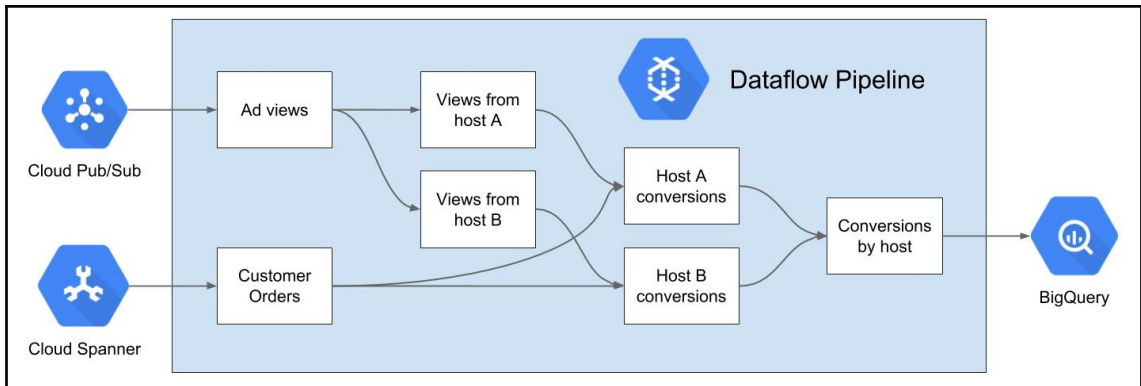 Dataflow Pipeline
Cloud Pub/Sub
Ad views
Views from
host A
Views from
host B
Host A
conversions
Conversions
by host
Customer
Orders
Host B
conversions
Cloud Spanner
BigQuery